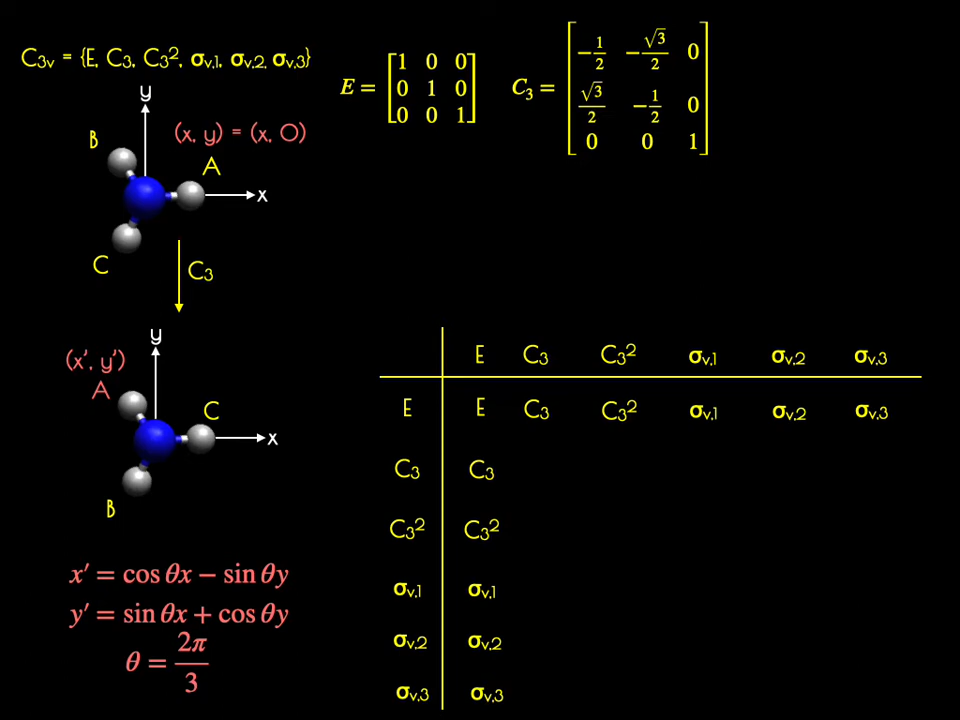 C₃ᵥ = {E, C₃, C₃², σᵥ,₁, σᵥ,₂, σᵥ,₃}
y
(x, y) = (x, 0)
B
A
x
C
C₃
E = [1 0 0
0 1 0
0 0 1]
C₃ = [-1/2 -√3/2 0
√3/2 -1/2 0
0 0 1]
y
(x', y')
A
C
x
B
x′ = cos θx − sin θy
y′ = sin θx + cos θy
θ = 2π/3
E C₃ C₃² σᵥ,₁ σᵥ,₂ σᵥ,₃
E E C₃ C₃² σᵥ,₁ σᵥ,₂ σᵥ,₃
C₃ C₃
C₃² C₃²
σᵥ,₁ σᵥ,₁
σᵥ,₂ σᵥ,₂
σᵥ,₃ σᵥ,₃